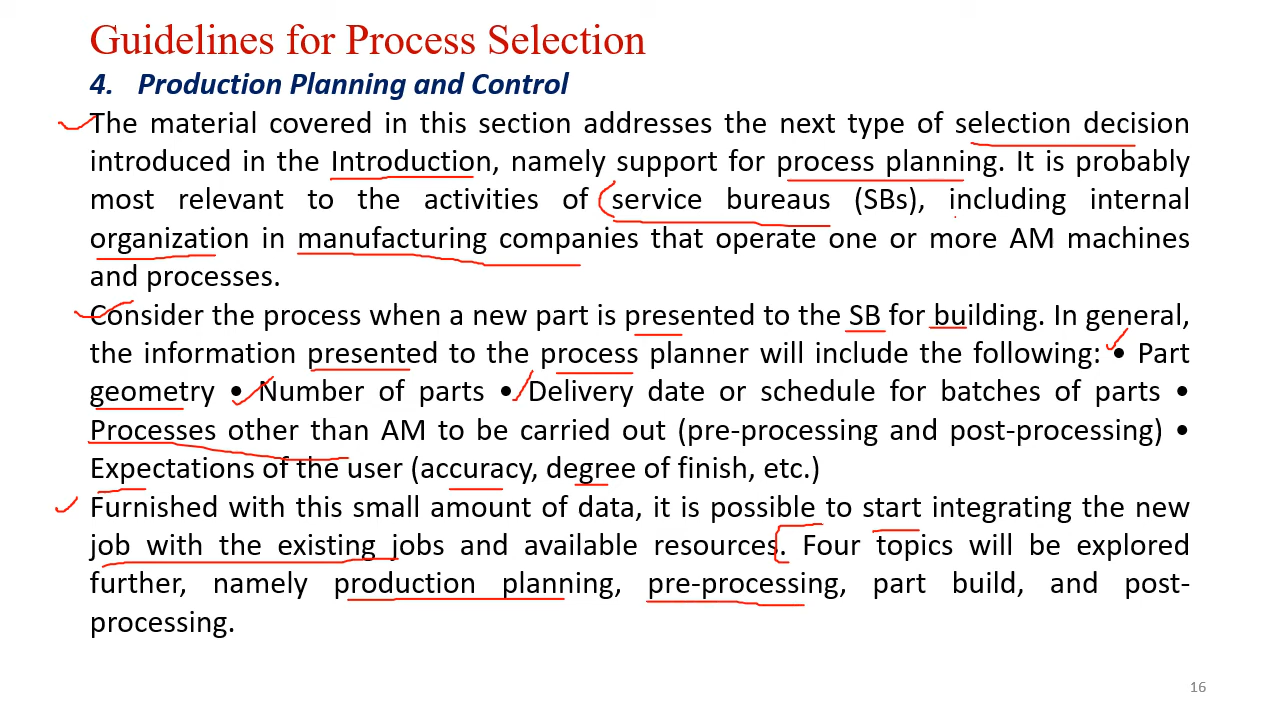 Guidelines for Process Selection
4. Production Planning and Control
The material covered in this section addresses the next type of selection decision
introduced in the Introduction, namely support for process planning. It is probably
most relevant to the activities of service bureaus (SBs), including internal
organization in manufacturing companies that operate one or more AM machines
and processes.
Consider the process when a new part is presented to the SB for building. In general,
the information presented to the process planner will include the following: • Part
geometry • Number of parts • Delivery date or schedule for batches of parts •
Processes other than AM to be carried out (pre-processing and post-processing) •
Expectations of the user (accuracy, degree of finish, etc.)
Furnished with this small amount of data, it is possible to start integrating the new
job with the existing jobs and available resources. Four topics will be explored
further, namely production planning, pre-processing, part build, and post-
processing.
16